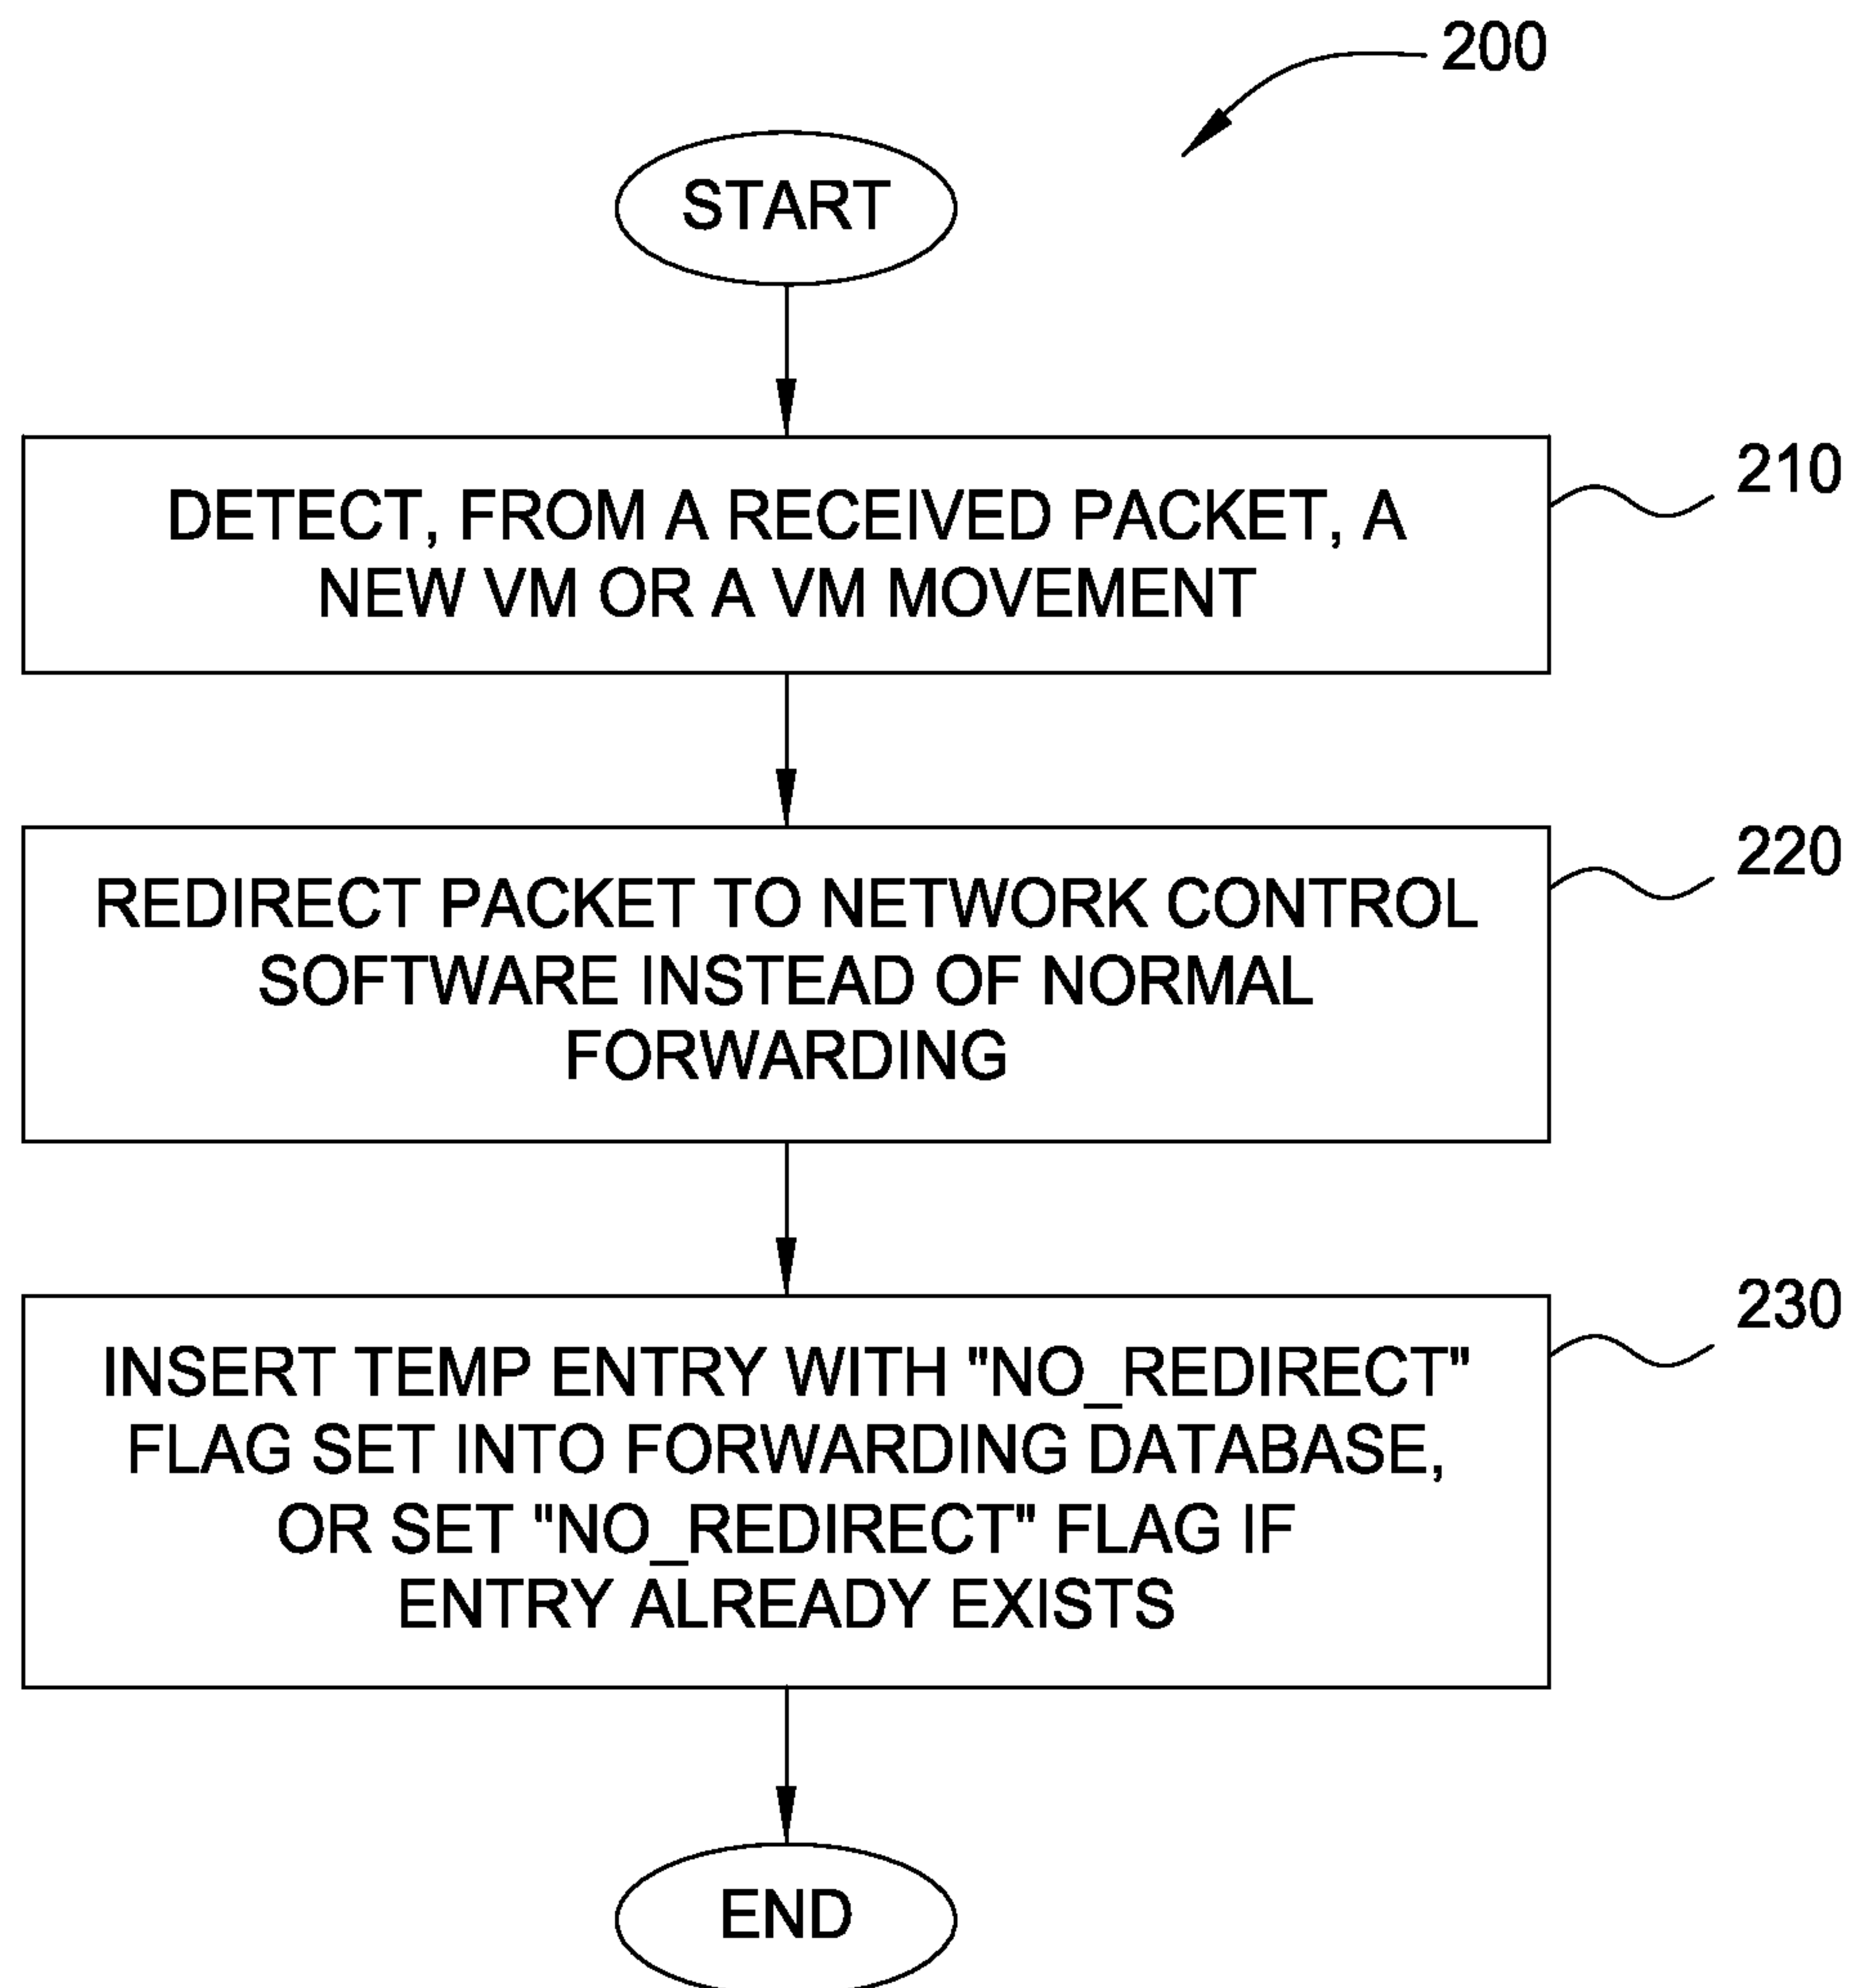 200
START
210
DETECT, FROM A RECEIVED PACKET, A
NEW VM OR A VM MOVEMENT
220
REDIRECT PACKET TO NETWORK CONTROL
SOFTWARE INSTEAD OF NORMAL
FORWARDING
230
INSERT TEMP ENTRY WITH "NO_REDIRECT"
FLAG SET INTO FORWARDING DATABASE,
OR SET "NO_REDIRECT" FLAG IF
ENTRY ALREADY EXISTS
END